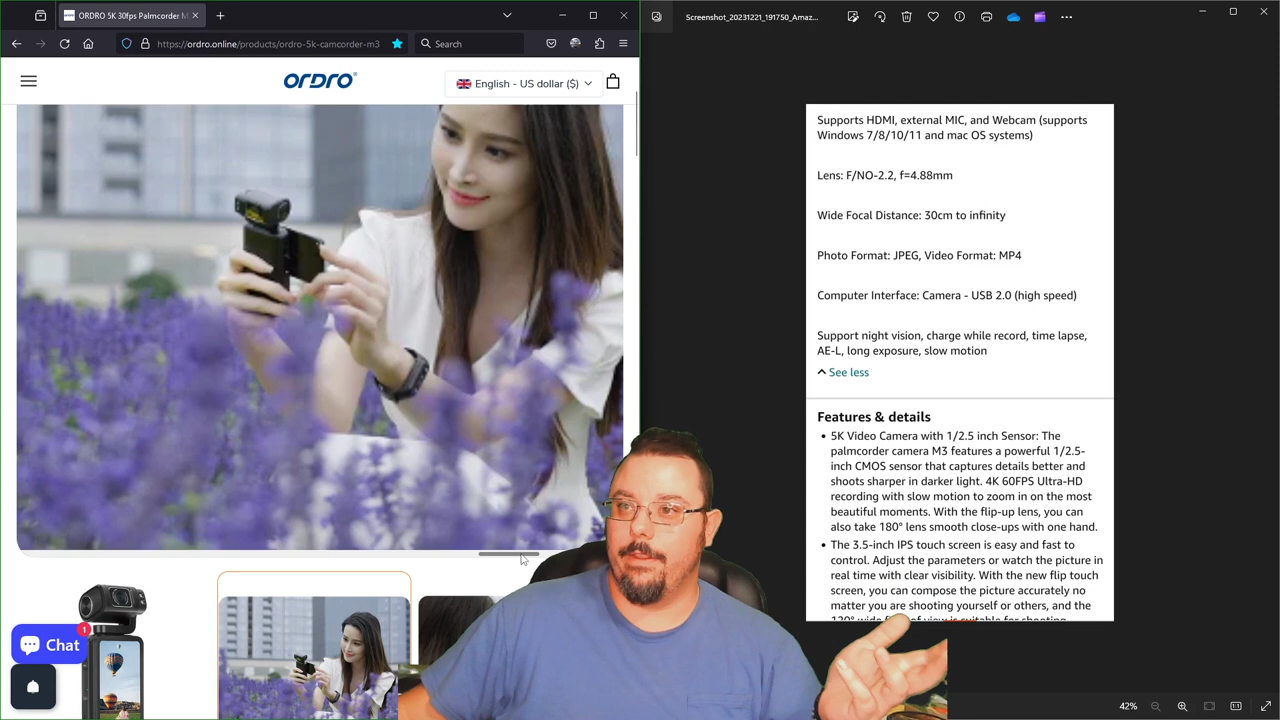 ORDRO 5K 30fps Palmcorder M
Screenshot_20231221_191750_Amaz...
https://ordro.online/products/ordro-5k-camcorder-m3
Search
ordro
English - US dollar ($)
Supports HDMI, external MIC, and Webcam (supports
Windows 7/8/10/11 and mac OS systems)
Lens: F/NO-2.2, f=4.88mm
Wide Focal Distance: 30cm to infinity
Photo Format: JPEG, Video Format: MP4
Computer Interface: Camera - USB 2.0 (high speed)
Support night vision, charge while record, time lapse,
AE-L, long exposure, slow motion
See less
Features & details
• 5K Video Camera with 1/2.5 inch Sensor: The
palmcorder camera M3 features a powerful 1/2.5-
inch CMOS sensor that captures details better and
shoots sharper in darker light. 4K 60FPS Ultra-HD
recording with slow motion to zoom in on the most
beautiful moments. With the flip-up lens, you can
also take 180° lens smooth close-ups with one hand.
• The 3.5-inch IPS touch screen is easy and fast to
control. Adjust the parameters or watch the picture in
real time with clear visibility. With the new flip touch
screen, you can compose the picture accurately no
matter you are shooting yourself or others, and the
Chat
1
42%